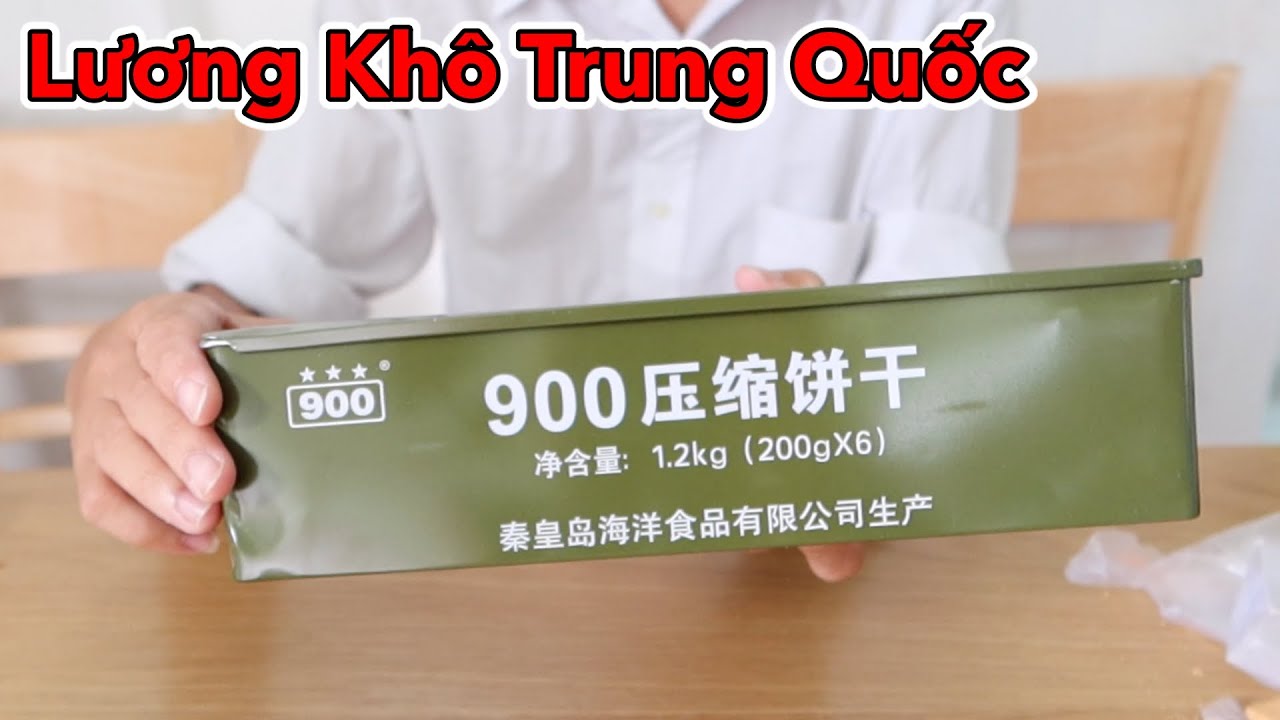 Lương Khô Trung Quốc
★★★®
900
900压缩饼干
净含量: 1.2kg (200gX6)
秦皇岛海洋食品有限公司生产